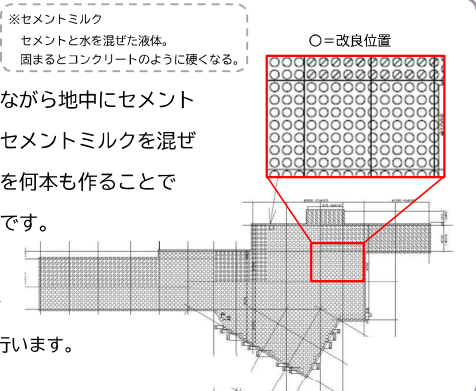 ※セメントミルク
セメントと水を混ぜた液体。
固まるとコンクリートのように硬くなる。
○＝改良位置
ながら地中にセメント
セメントミルクを混ぜ
を何本も作ることで
です。
行います。